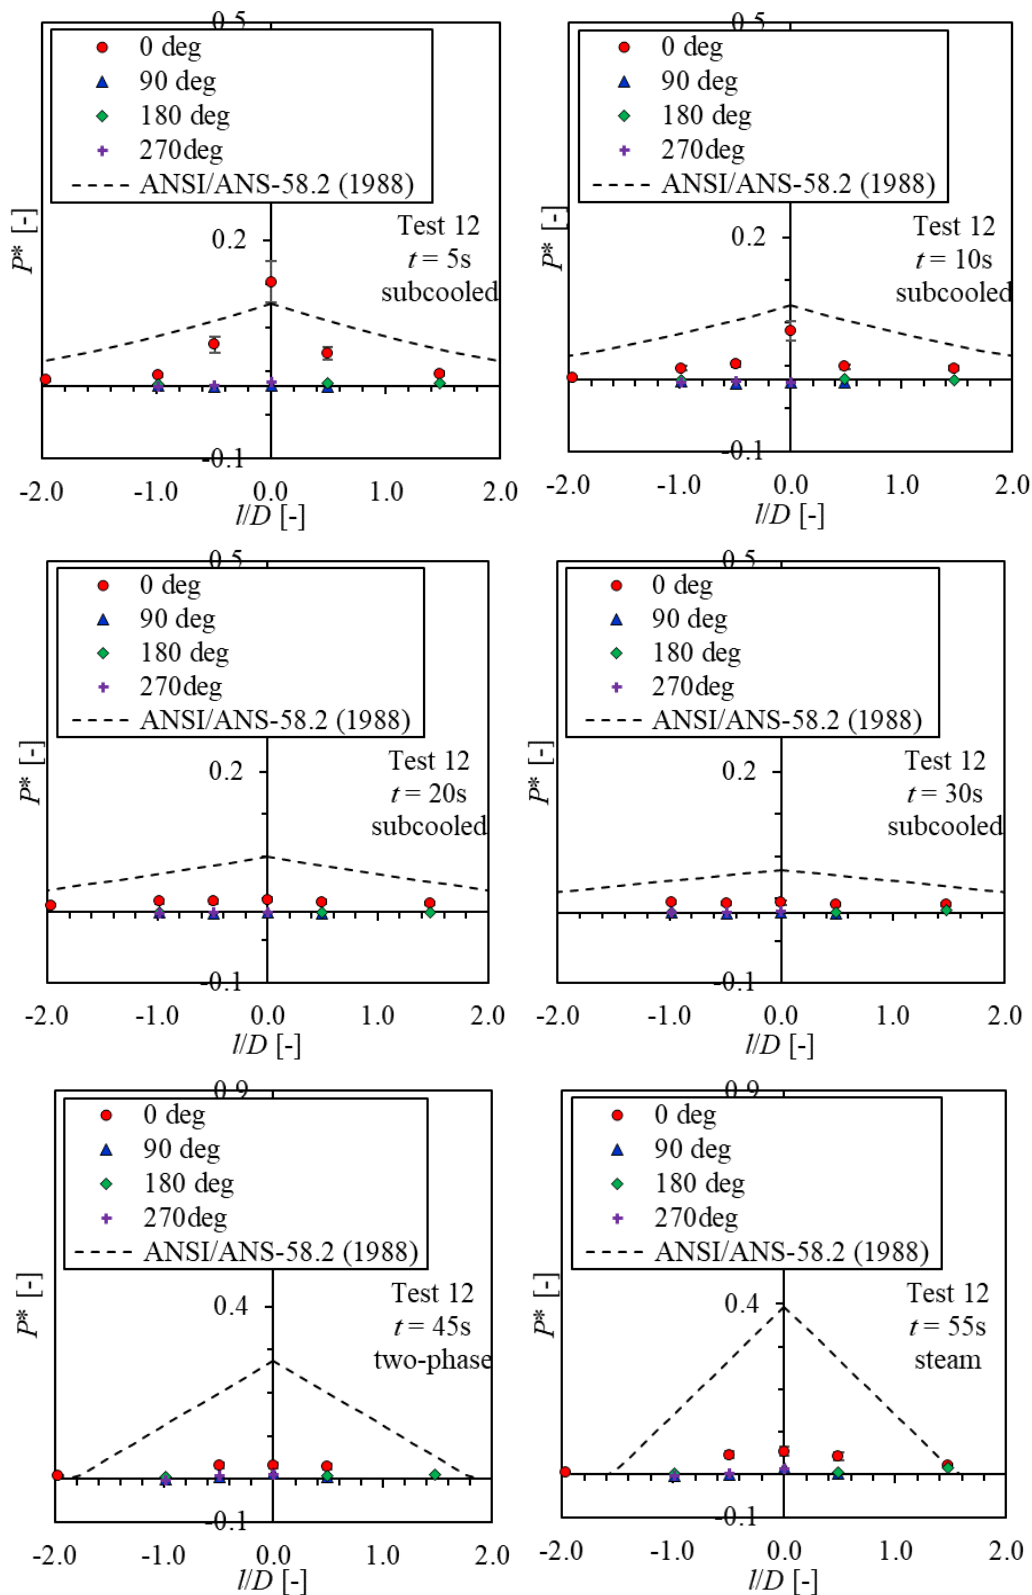 0.5
0 deg
90 deg
180 deg
270deg
ANSI/ANS-58.2 (1988)
P* [-]
0.2
Test 12
t = 5s
subcooled
-0.1
-2.0 -1.0 0.0 1.0 2.0
l/D [-]
0.5
0 deg
90 deg
180 deg
270deg
ANSI/ANS-58.2 (1988)
P* [-]
0.2
Test 12
t = 10s
subcooled
-0.1
-2.0 -1.0 0.0 1.0 2.0
l/D [-]
0.5
0 deg
90 deg
180 deg
270deg
ANSI/ANS-58.2 (1988)
P* [-]
0.2
Test 12
t = 20s
subcooled
-0.1
-2.0 -1.0 0.0 1.0 2.0
l/D [-]
0.5
0 deg
90 deg
180 deg
270deg
ANSI/ANS-58.2 (1988)
P* [-]
0.2
Test 12
t = 30s
subcooled
-0.1
-2.0 -1.0 0.0 1.0 2.0
l/D [-]
0.9
0 deg
90 deg
180 deg
270deg
ANSI/ANS-58.2 (1988)
P* [-]
0.4
Test 12
t = 45s
two-phase
-0.1
-2.0 -1.0 0.0 1.0 2.0
l/D [-]
0.9
0 deg
90 deg
180 deg
270deg
ANSI/ANS-58.2 (1988)
P* [-]
0.4
Test 12
t = 55s
steam
-0.1
-2.0 -1.0 0.0 1.0 2.0
l/D [-]